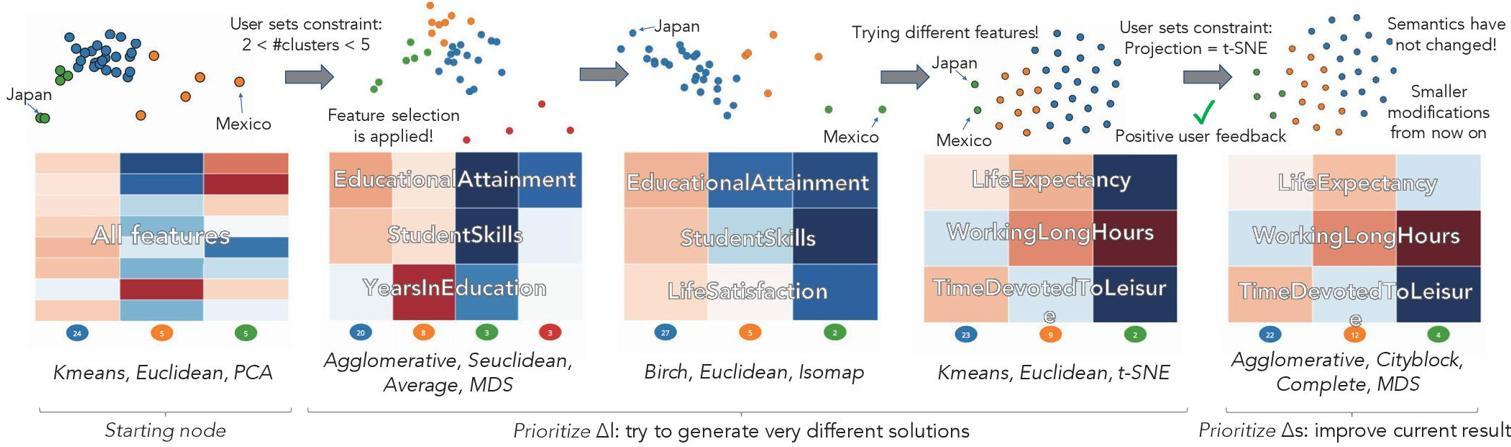 Japan
Mexico
All features
24
5
5
Kmeans, Euclidean, PCA
Starting node
User sets constraint:
2 < #clusters < 5
Feature selection
is applied!
EducationalAttainment
StudentSkills
YearsInEducation
20
8
3
3
Agglomerative, Seuclidean,
Average, MDS
Japan
Mexico
EducationalAttainment
StudentSkills
LifeSatisfaction
27
5
2
Birch, Euclidean, Isomap
Trying different features!
Japan
Mexico
LifeExpectancy
WorkingLongHours
TimeDevotedToLeisur
e
23
9
2
Kmeans, Euclidean, t-SNE
Prioritize Δl: try to generate very different solutions
User sets constraint:
Projection = t-SNE
Positive user feedback
Semantics have
not changed!
Smaller
modifications
from now on
LifeExpectancy
WorkingLongHours
TimeDevotedToLeisur
e
22
12
4
Agglomerative, Cityblock,
Complete, MDS
Prioritize Δs: improve current result